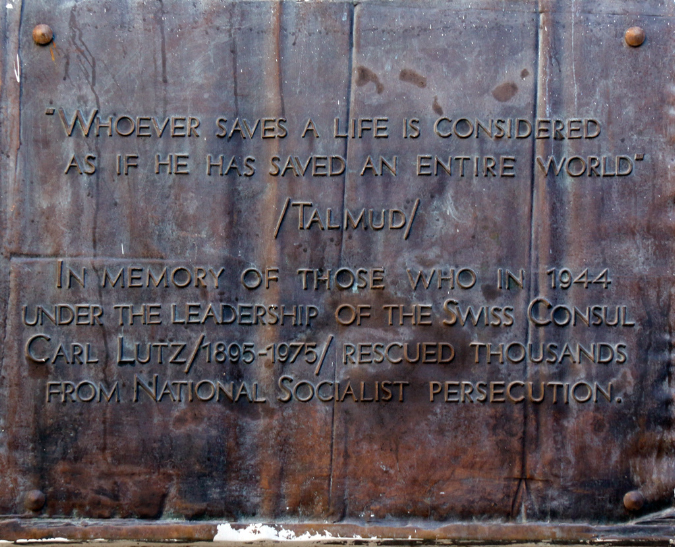 "Whoever saves a life is considered
as if he has saved an entire world"
/Talmud/
In memory of those who in 1944
under the leadership of the Swiss Consul
Carl Lutz/1895-1975/ rescued thousands
from National Socialist persecution.